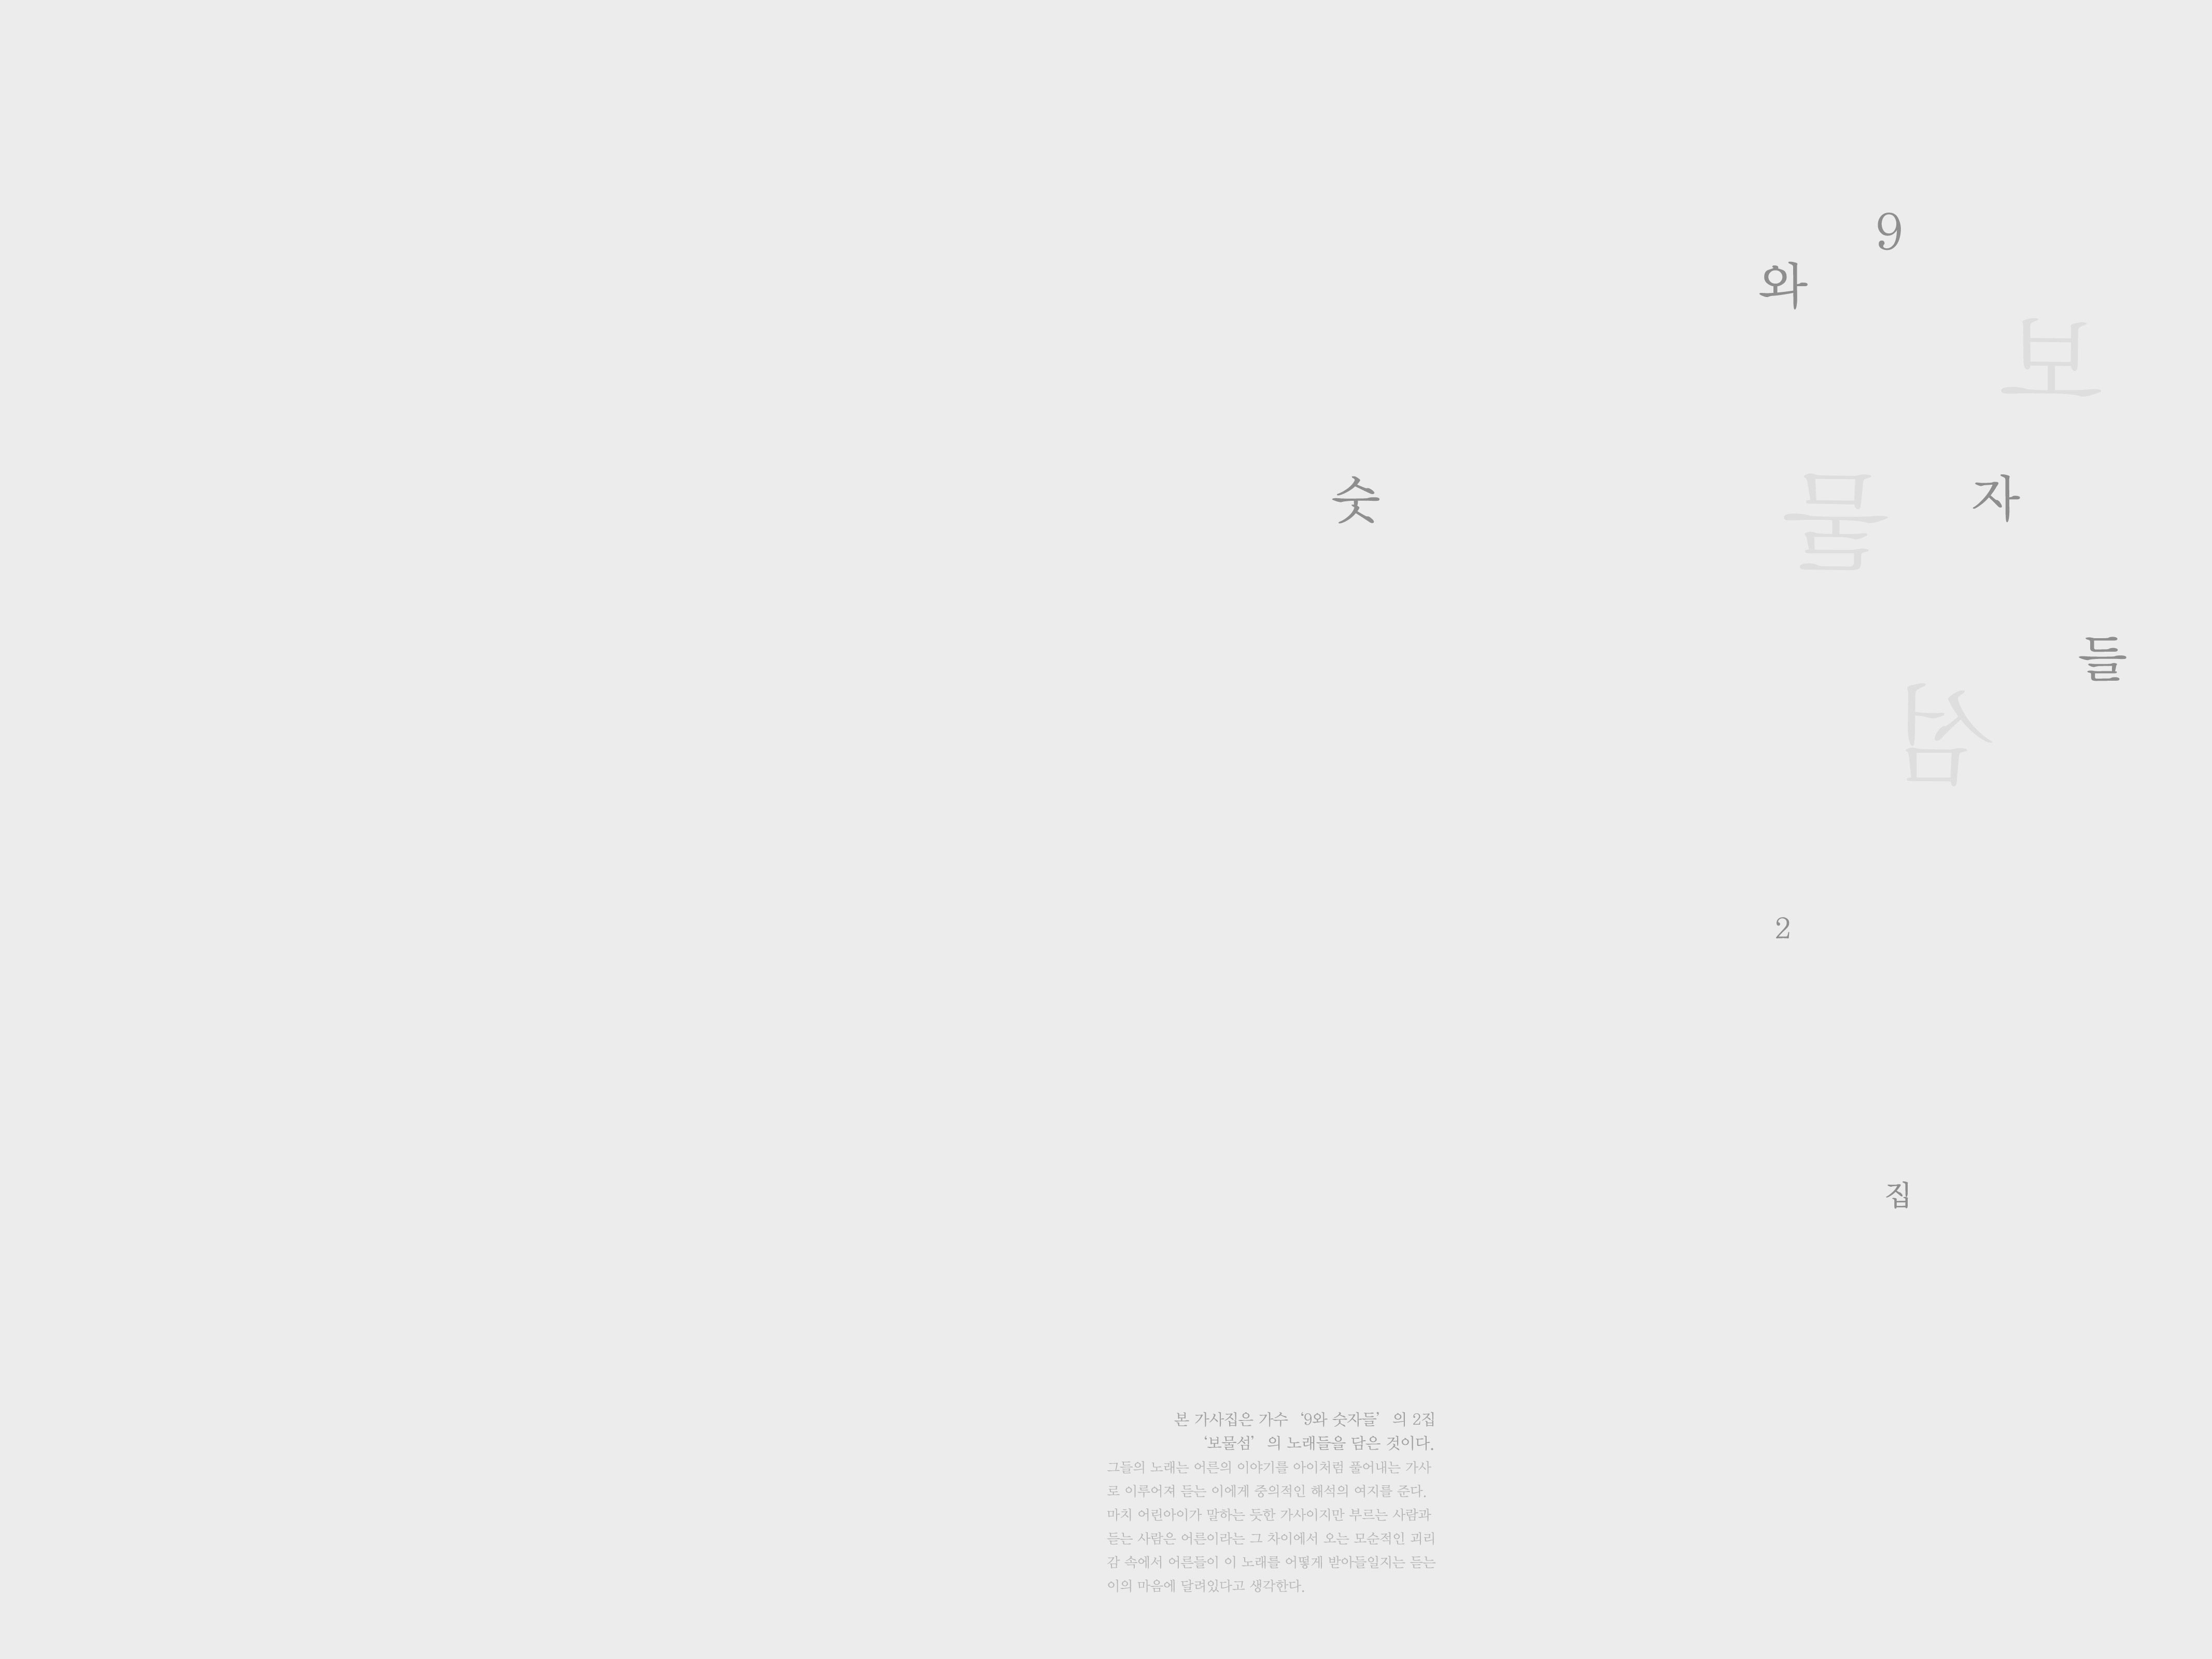 9
와
보
숫
물
자
들
섬
2
집
본 가사집은 가수 ‘9와 숫자들’ 의 2집
‘보물섬’ 의 노래들을 담은 것이다.
그들의 노래는 어른의 이야기를 아이처럼 풀어내는 가사
로 이루어져 듣는 이에게 중의적인 해석의 여지를 준다.
마치 어린아이가 말하는 듯한 가사이지만 부르는 사람과
듣는 사람은 어른이라는 그 차이에서 오는 모순적인 괴리
감 속에서 어른들이 이 노래를 어떻게 받아들일지는 듣는
이의 마음에 달려있다고 생각한다.